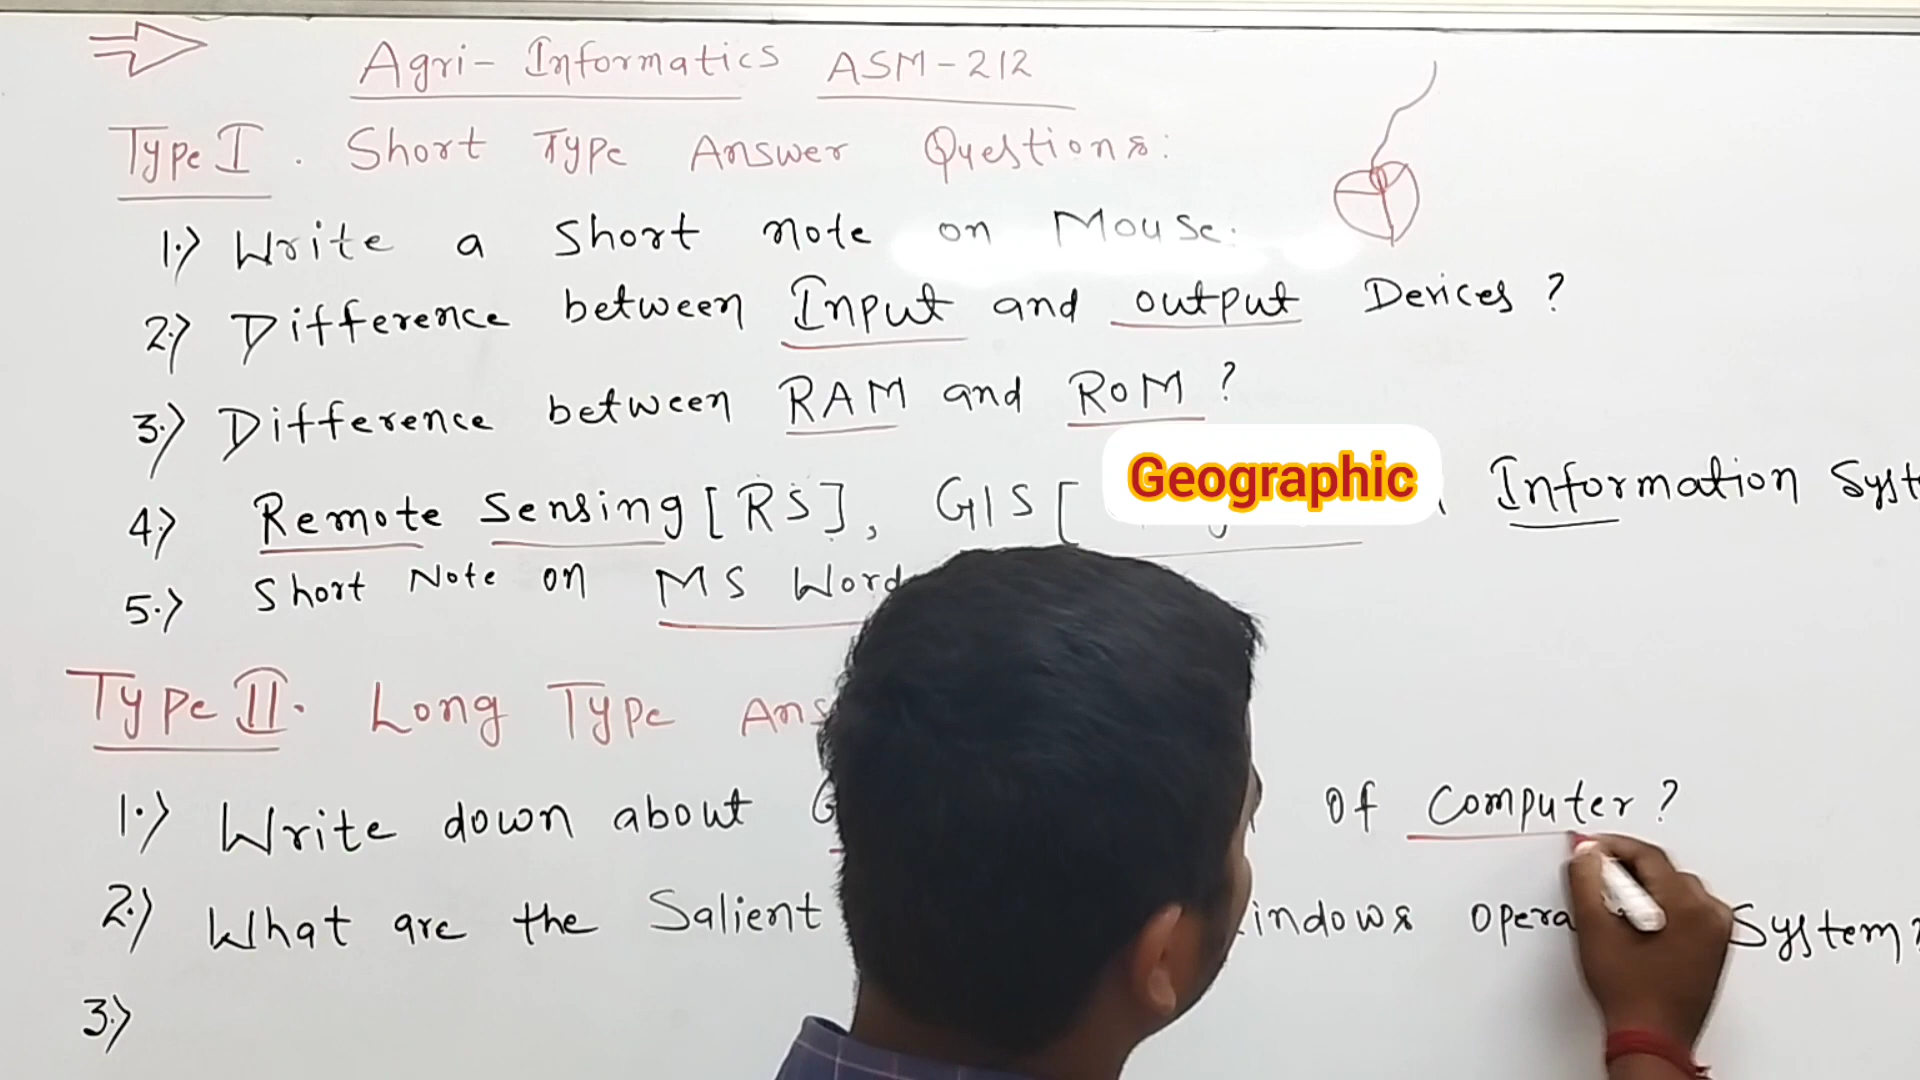 Agri-Informatics ASM-212
Type I. Short Type Answer Questions:
1.) Write a short note on Mouse.
2.) Difference between Input and output Devices?
3.) Difference between RAM and ROM?
4.) Remote Sensing [RS], GIS [Geographic Information Syst
5.) Short Note on MS Word
Type II. Long Type Ans
1.) Write down about G of Computer?
2.) What are the Salient indows opera System?
3.)